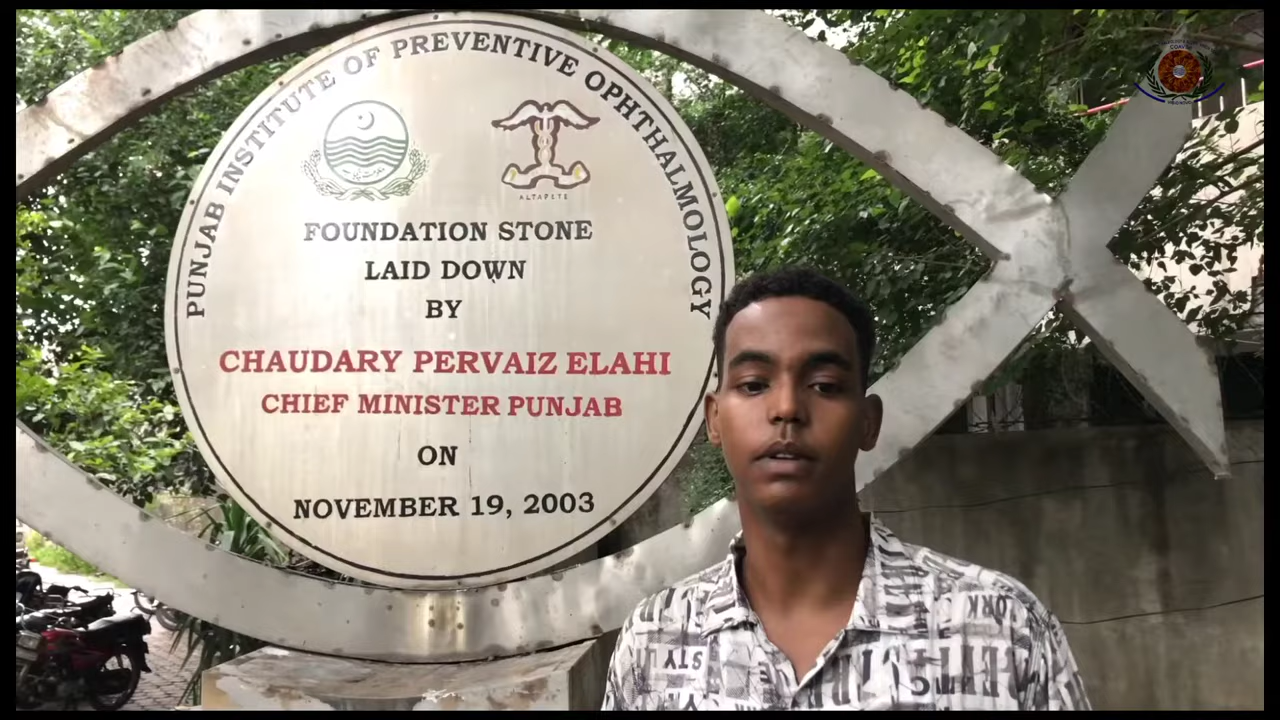 PUNJAB INSTITUTE OF PREVENTIVE OPHTHALMOLOGY
ALTAPETE
FOUNDATION STONE
LAID DOWN
BY
CHAUDARY PERVAIZ ELAHI
CHIEF MINISTER PUNJAB
ON
NOVEMBER 19, 2003